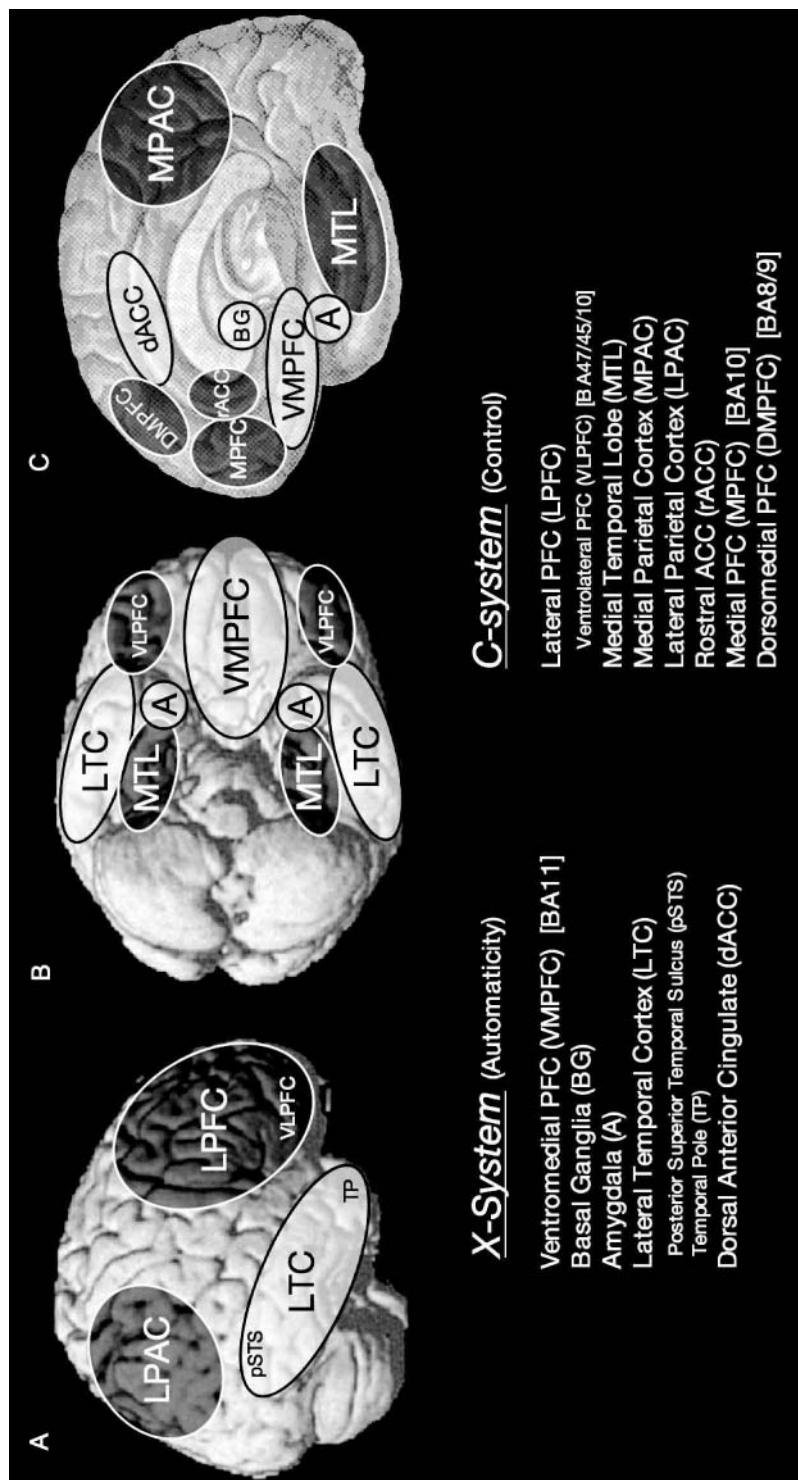 A
LPAC
LPFC
VLPFC
pSTS
LTC
TP
B
LTC
VLPFC
MTL
A
VMPFC
MTL
A
LTC
VLPFC
C
DMPFC
dACC
MPAC
MPFC
rACC
BG
VMPFC
A
MTL
X-System (Automaticity)
Ventromedial PFC (VMPFC) [BA11]
Basal Ganglia (BG)
Amygdala (A)
Lateral Temporal Cortex (LTC)
Posterior Superior Temporal Sulcus (pSTS)
Temporal Pole (TP)
Dorsal Anterior Cingulate (dACC)
C-system (Control)
Lateral PFC (LPFC)
Ventrolateral PFC (VLPFC) [BA47/45/10]
Medial Temporal Lobe (MTL)
Medial Parietal Cortex (MPAC)
Lateral Parietal Cortex (LPAC)
Rostral ACC (rACC)
Medial PFC (MPFC) [BA10]
Dorsomedial PFC (DMPFC) [BA8/9]